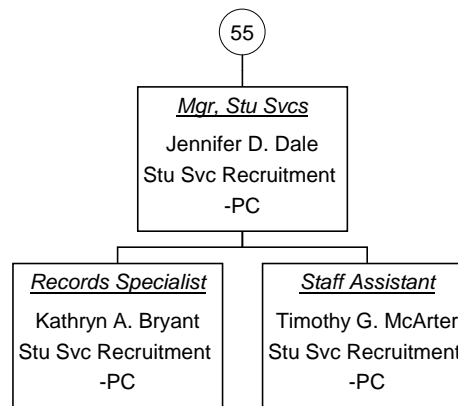 55
Mgr, Stu Svcs
Jennifer D. Dale
Stu Svc Recruitment
-PC
Records Specialist
Kathryn A. Bryant
Stu Svc Recruitment
-PC
Staff Assistant
Timothy G. McArter
Stu Svc Recruitment
-PC